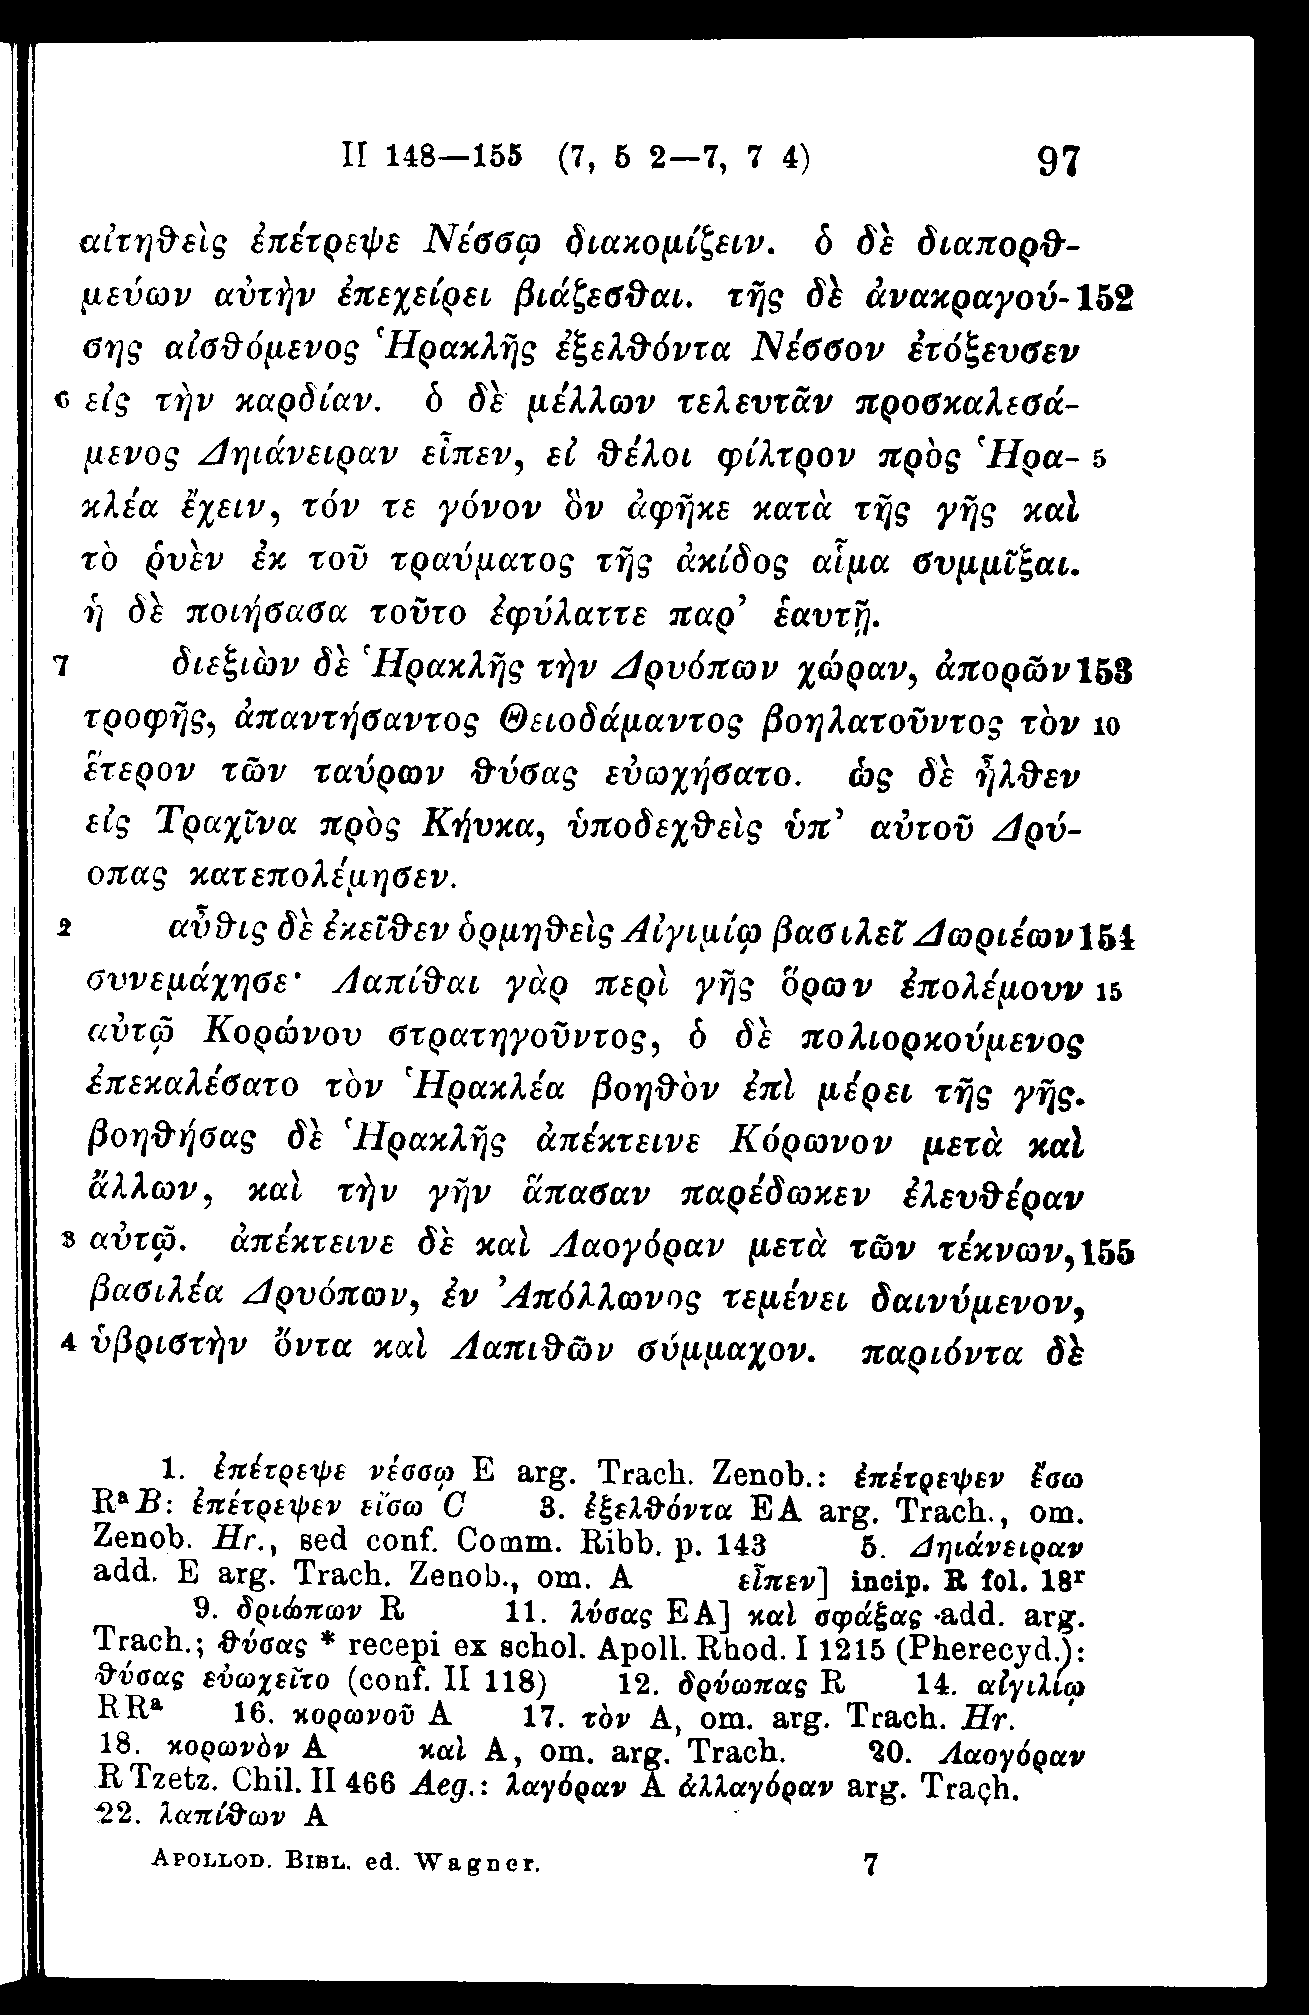 II 148—155 (7, 5 2—7, 7 4) 97
αἰτηθεὶς ἐπέτρεψε Νέσσῳ διακομίζειν. ὁ δὲ διαπορθ-
μεύων αὐτὴν ἐπεχείρει βιάζεσθαι. τῆς δὲ ἀνακραγού- 152
σης αἰσθόμενος Ἡρακλῆς ἐξελθόντα Νέσσον ἐτόξευσεν
6 εἰς τὴν καρδίαν. ὁ δὲ μέλλων τελευτᾶν προσκαλεσά-
μενος Δηιάνειραν εἶπεν, εἰ θέλοι φίλτρον πρὸς Ἡρα- 5
κλέα ἔχειν, τόν τε γόνον ὃν ἀφῆκε κατὰ τῆς γῆς καὶ
τὸ ῥυὲν ἐκ τοῦ τραύματος τῆς ἀκίδος αἷμα συμμῖξαι.
ἡ δὲ ποιήσασα τοῦτο ἐφύλαττε παρ’ ἑαυτῇ.
7 διεξιὼν δὲ Ἡρακλῆς τὴν Δρυόπων χώραν, ἀπορῶν 153
τροφῆς, ἀπαντήσαντος Θειοδάμαντος βοηλατοῦντος τὸν 10
ἕτερον τῶν ταύρων θύσας εὐωχήσατο. ὡς δὲ ἦλθεν
εἰς Τραχῖνα πρὸς Κήυκα, ὑποδεχθεὶς ὑπ’ αὐτοῦ Δρύ-
οπας κατεπολέμησεν.
2 αὖθις δὲ ἐκεῖθεν ὁρμηθεὶς Αἰγιμίῳ βασιλεῖ Δωριέων 154
συνεμάχησε· Λαπίθαι γὰρ περὶ γῆς ὅρων ἐπολέμουν 15
αὐτῷ Κορώνου στρατηγοῦντος, ὁ δὲ πολιορκούμενος
ἐπεκαλέσατο τὸν Ἡρακλέα βοηθὸν ἐπὶ μέρει τῆς γῆς.
βοηθήσας δὲ Ἡρακλῆς ἀπέκτεινε Κόρωνον μετὰ καὶ
ἄλλων, καὶ τὴν γῆν ἅπασαν παρέδωκεν ἐλευθέραν
3 αὐτῷ. ἀπέκτεινε δὲ καὶ Λαογόραν μετὰ τῶν τέκνων, 155
βασιλέα Δρυόπων, ἐν Ἀπόλλωνος τεμένει δαινύμενον,
4 ὑβριστὴν ὄντα καὶ Λαπιθῶν σύμμαχον. παριόντα δὲ
1. ἐπέτρεψε νέσσῳ E arg. Trach. Zenob.: ἐπέτρεψεν ἔσω
Rᵃ B: ἐπέτρεψεν εἴσω C 3. ἐξελθόντα EA arg. Trach., om.
Zenob. Hr., sed conf. Comm. Ribb. p. 143 5. Δηιάνειραν
add. E arg. Trach. Zenob., om. A εἶπεν] incip. R fol. 18ʳ
9. δριώπων R 11. λύσας EA] καὶ σφάξας add. arg.
Trach.; θύσας * recepi ex schol. Apoll. Rhod. I 1215 (Pherecyd.):
θύσας εὐωχεῖτο (conf. II 118) 12. δρύωπας R 14. αἰγιλίῳ
RRᵃ 16. κορωνοῦ A 17. τὸν A, om. arg. Trach. Hr.
18. κορωνὸν A καὶ A, om. arg. Trach. 20. Λαογόραν
R Tzetz. Chil. II 466 Aeg.: λαγόραν A ἀλλαγόραν arg. Trach.
22. λαπίθων A
APOLLOD. BIBL. ed. Wagner. 7